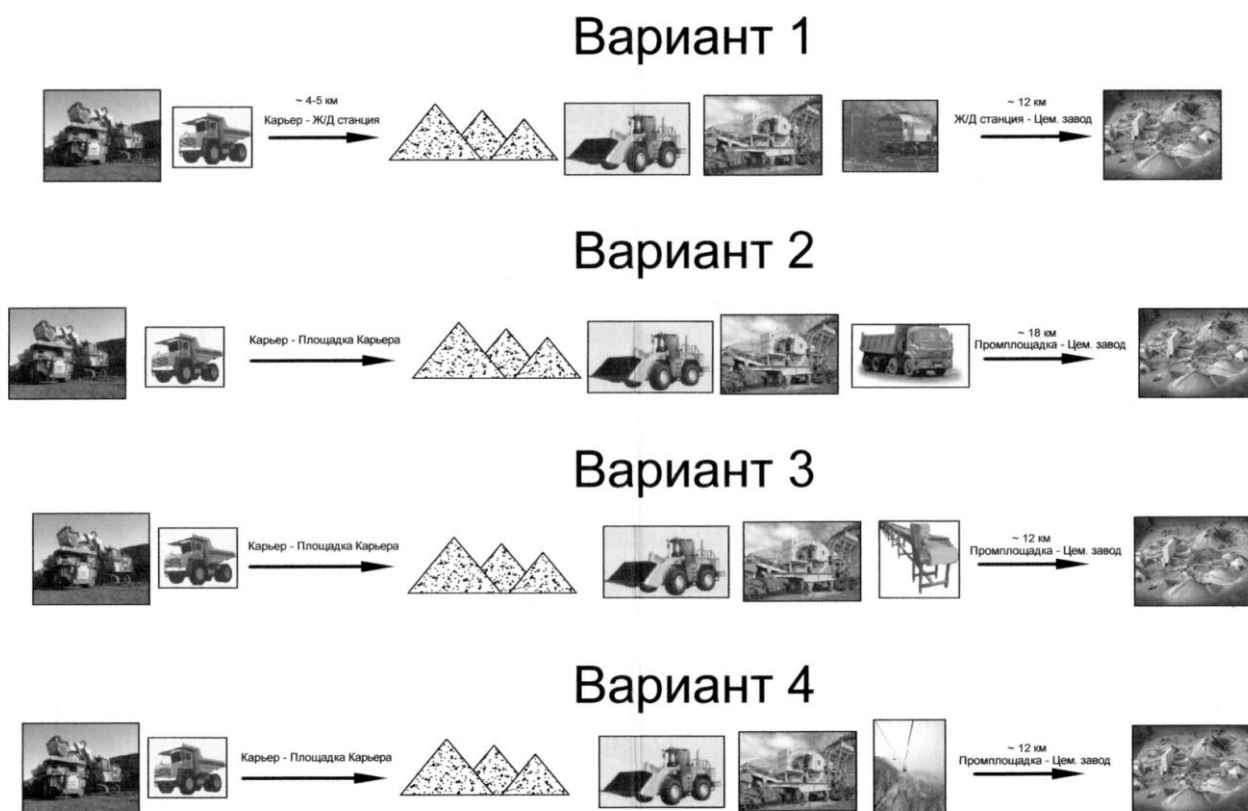 Вариант 1
~ 4-5 км
Карьер - Ж/Д станция
~ 12 км
Ж/Д станция - Цем. завод
Вариант 2
Карьер - Площадка Карьера
~ 18 км
Промплощадка - Цем. завод
Вариант 3
Карьер - Площадка Карьера
~ 12 км
Промплощадка - Цем. завод
Вариант 4
Карьер - Площадка Карьера
~ 12 км
Промплощадка - Цем. завод